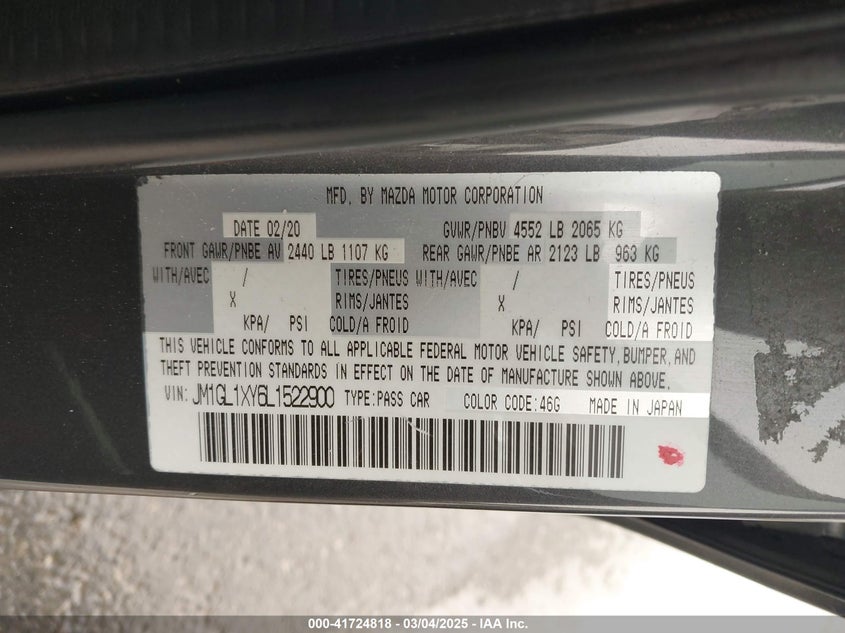 MFD. BY MAZDA MOTOR CORPORATION
DATE 02/20 GVWR/PNBV 4552 LB 2065 KG
FRONT GAWR/PNBE AV 2440 LB 1107 KG REAR GAWR/PNBE AR 2123 LB 963 KG
WITH/AVEC / TIRES/PNEUS WITH/AVEC / TIRES/PNEUS
X RIMS/JANTES X RIMS/JANTES
KPA/ PSI COLD/A FROID KPA/ PSI COLD/A FROID
THIS VEHICLE CONFORMS TO ALL APPLICABLE FEDERAL MOTOR VEHICLE SAFETY, BUMPER, AND
THEFT PREVENTION STANDARDS IN EFFECT ON THE DATE OF MANUFACTURE SHOWN ABOVE.
VIN: JM1GL1XY6L1522900 TYPE:PASS CAR COLOR CODE:46G MADE IN JAPAN
000-41724818 - 03/04/2025 - IAA Inc.